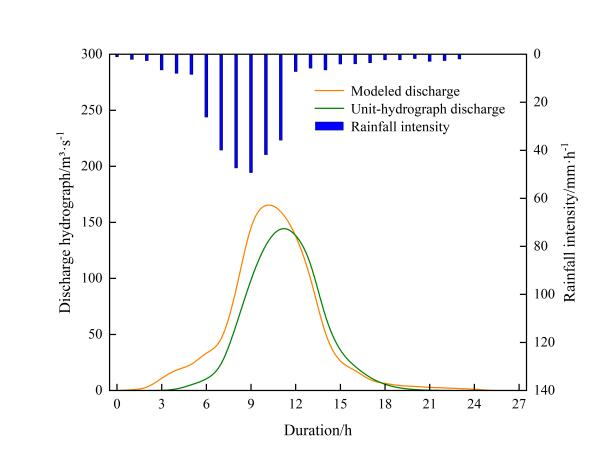 300
250
200
150
100
50
0
Discharge hydrograph/m³·s⁻¹
0
20
40
60
80
100
120
140
Rainfall intensity/mm·h⁻¹
Modeled discharge
Unit-hydrograph discharge
Rainfall intensity
0 3 6 9 12 15 18 21 24 27
Duration/h